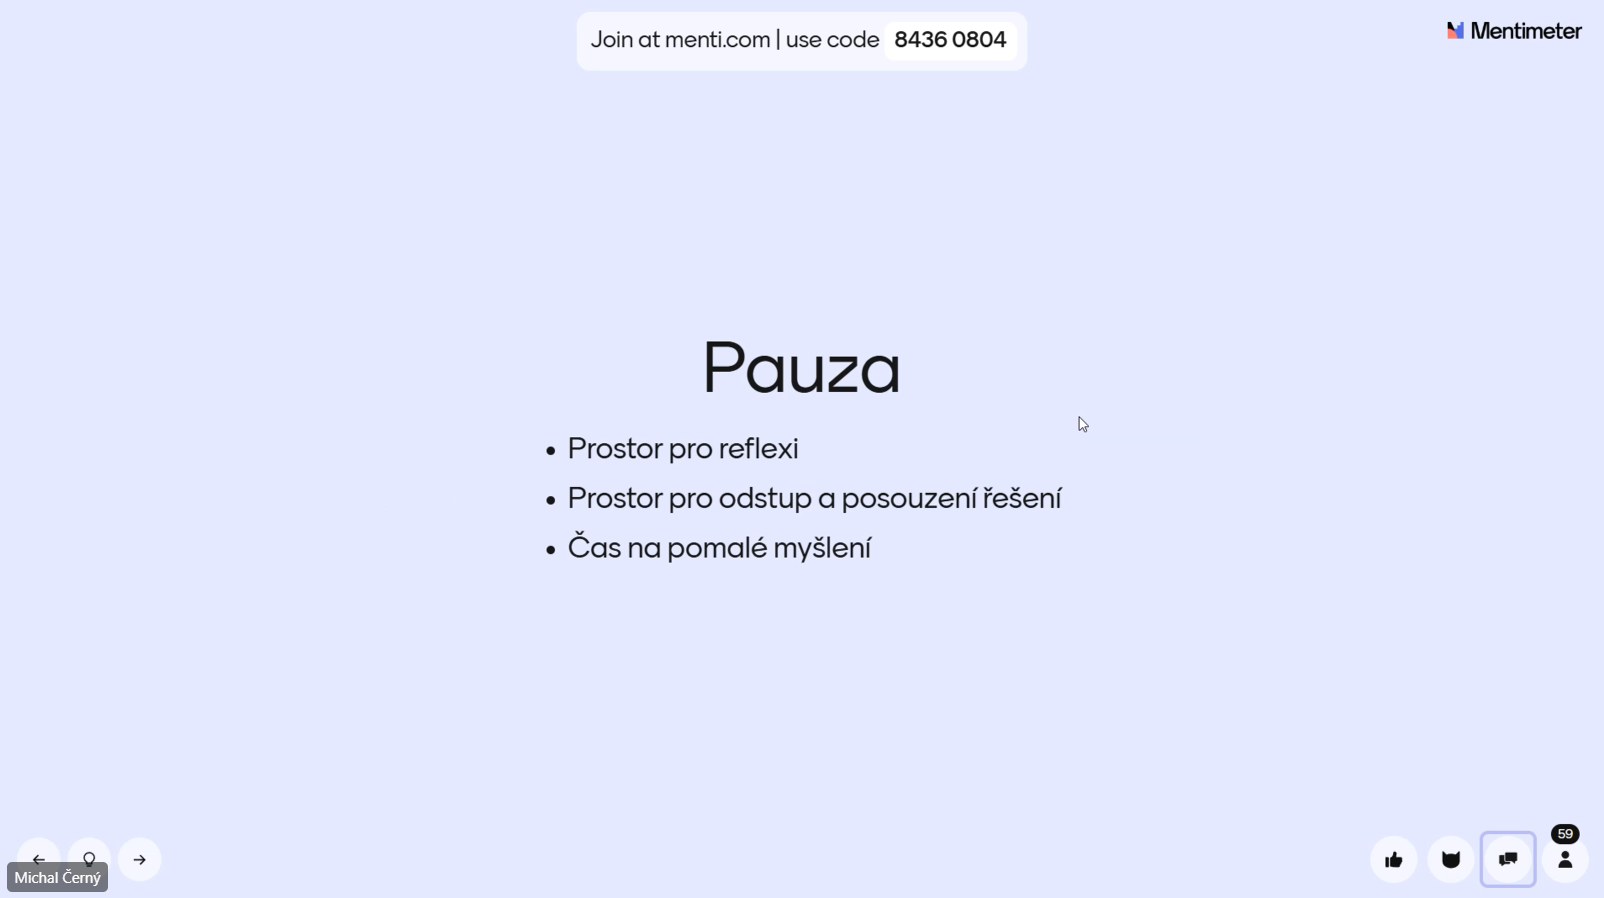 Join at menti.com | use code 8436 0804
Mentimeter
Pauza
• Prostor pro reflexi
• Prostor pro odstup a posouzení řešení
• Čas na pomalé myšlení
59
Michal Černý